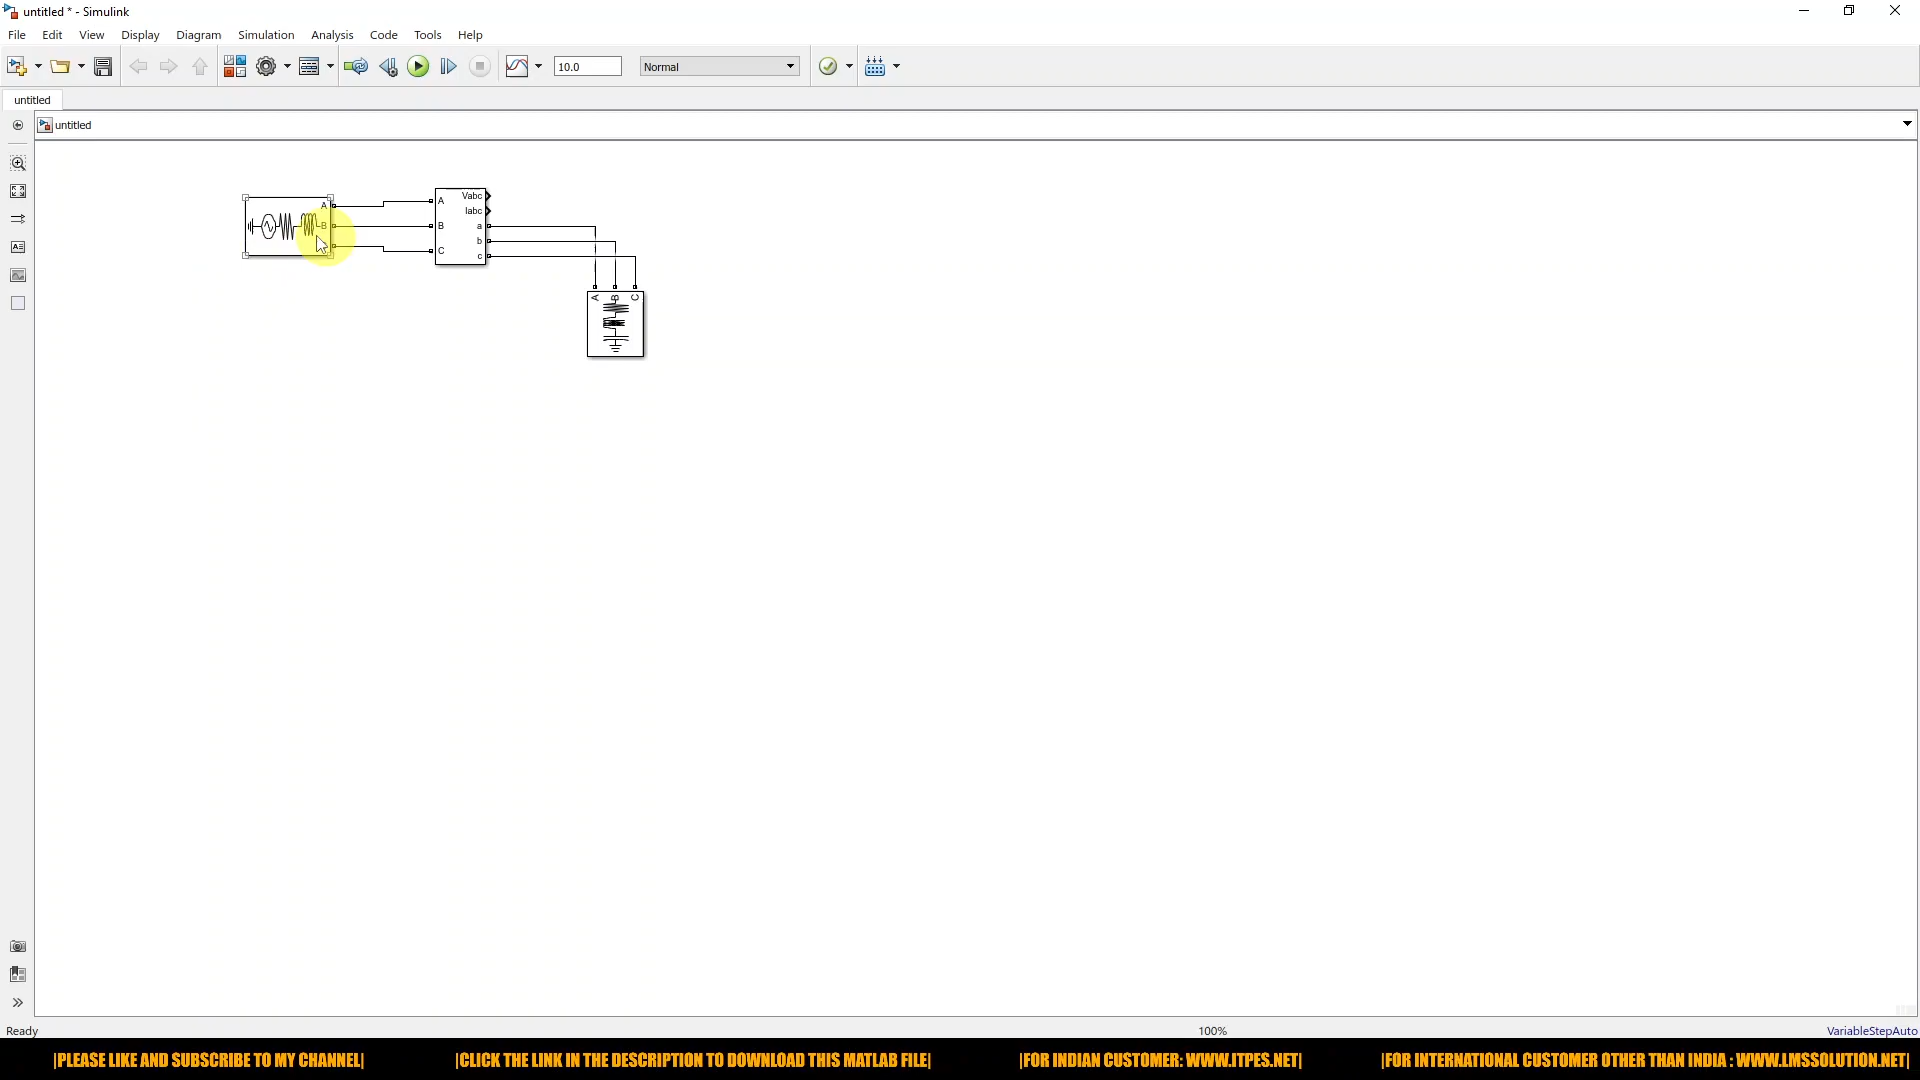 untitled * - Simulink
File Edit View Display Diagram Simulation Analysis Code Tools Help
10.0 Normal
untitled
untitled
A B
A B C Vabc Iabc a b c
A B C
Ready 100% VariableStepAuto
|PLEASE LIKE AND SUBSCRIBE TO MY CHANNEL| |CLICK THE LINK IN THE DESCRIPTION TO DOWNLOAD THIS MATLAB FILE| |FOR INDIAN CUSTOMER: WWW.ITPES.NET| |FOR INTERNATIONAL CUSTOMER OTHER THAN INDIA : WWW.LMSSOLUTION.NET|